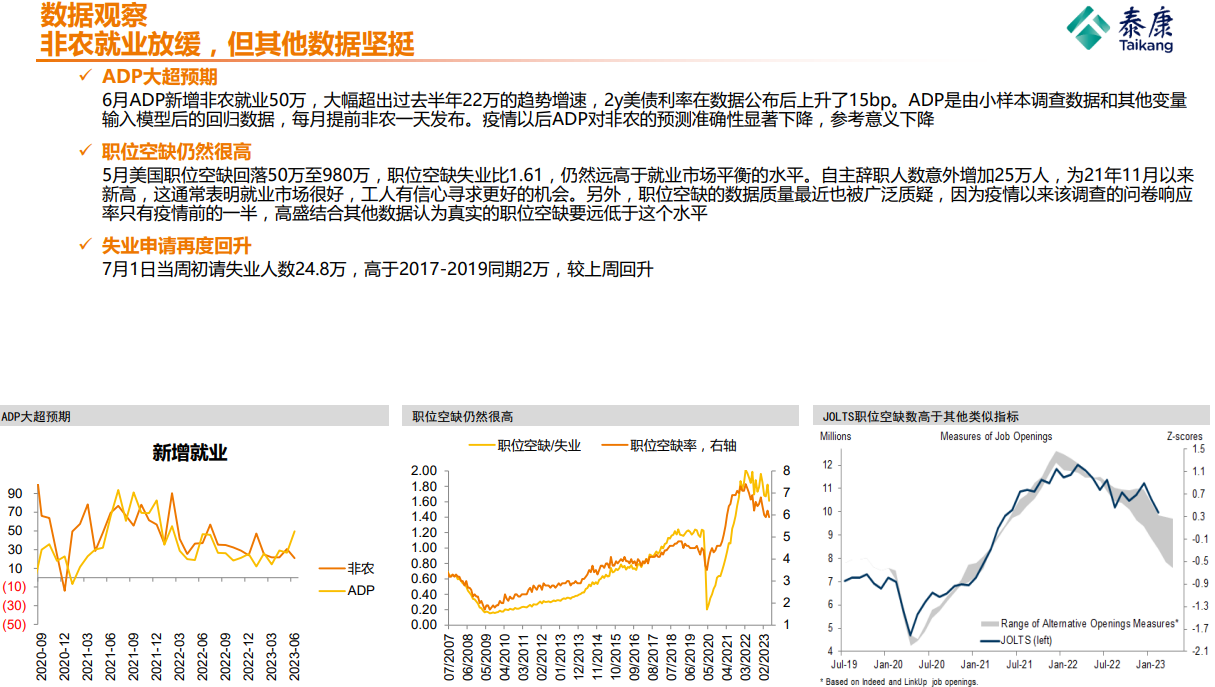 数据观察
非农就业放缓，但其他数据坚挺
泰康
Taikang
✓ ADP大超预期
6月ADP新增非农就业50万，大幅超出过去半年22万的趋势增速，2y美债利率在数据公布后上升了15bp。ADP是由小样本调查数据和其他变量
输入模型后的回归数据，每月提前非农一天发布。疫情以后ADP对非农的预测准确性显著下降，参考意义下降
✓ 职位空缺仍然很高
5月美国职位空缺回落50万至980万，职位空缺失业比1.61，仍然远高于就业市场平衡的水平。自主辞职人数意外增加25万人，为21年11月以来
新高，这通常表明就业市场很好，工人有信心寻求更好的机会。另外，职位空缺的数据质量最近也被广泛质疑，因为疫情以来该调查的问卷响应
率只有疫情前的一半，高盛结合其他数据认为真实的职位空缺要远低于这个水平
✓ 失业申请再度回升
7月1日当周初请失业人数24.8万，高于2017-2019同期2万，较上周回升
ADP大超预期
新增就业
90
70
50
30
10
(10)
(30)
(50)
2020-09
2020-12
2021-03
2021-06
2021-09
2021-12
2022-03
2022-06
2022-09
2022-12
2023-03
2023-06
非农
ADP
职位空缺仍然很高
职位空缺/失业
职位空缺率，右轴
2.00
1.80
1.60
1.40
1.20
1.00
0.80
0.60
0.40
0.20
0.00
8
7
6
5
4
3
2
1
07/2007
06/2008
05/2009
04/2010
03/2011
02/2012
01/2013
12/2013
11/2014
10/2015
09/2016
08/2017
07/2018
06/2019
05/2020
04/2021
03/2022
02/2023
JOLTS职位空缺数高于其他类似指标
Millions
Measures of Job Openings
Z-scores
12
11
10
9
8
7
6
5
4
1.5
1.1
0.7
0.3
-0.1
-0.5
-0.9
-1.3
-1.7
-2.1
Range of Alternative Openings Measures*
JOLTS (left)
Jul-19
Jan-20
Jul-20
Jan-21
Jul-21
Jan-22
Jul-22
Jan-23
* Based on Indeed and LinkUp job openings.